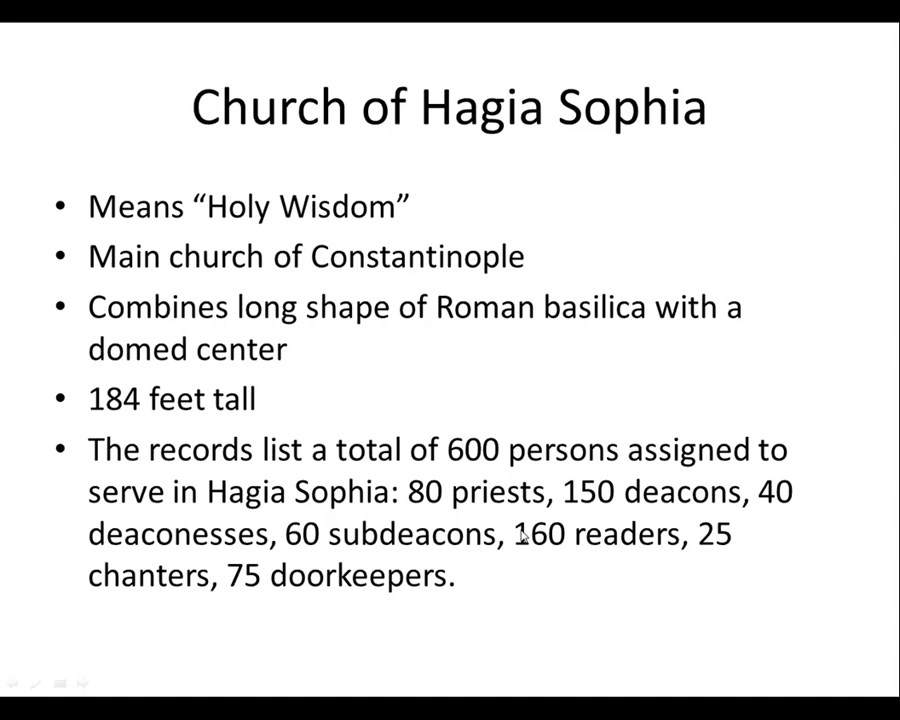 Church of Hagia Sophia
• Means “Holy Wisdom”
• Main church of Constantinople
• Combines long shape of Roman basilica with a
domed center
• 184 feet tall
• The records list a total of 600 persons assigned to
serve in Hagia Sophia: 80 priests, 150 deacons, 40
deaconesses, 60 subdeacons, 160 readers, 25
chanters, 75 doorkeepers.